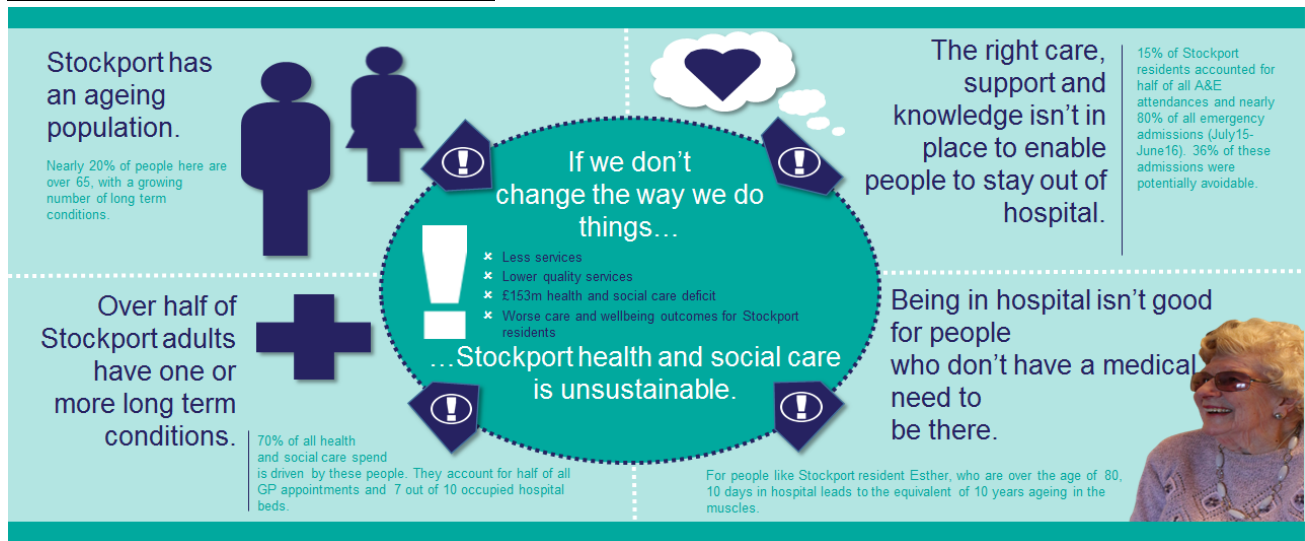 Stockport has
an ageing
population.
Nearly 20% of people here are
over 65, with a growing
number of long term
conditions.
The right care,
support and
knowledge isn't in
place to enable
people to stay out of
hospital.
15% of Stockport
residents accounted for
half of all A&E
attendances and nearly
80% of all emergency
admissions (July15-
June16). 36% of these
admissions were
potentially avoidable.
If we don't
change the way we do
things…
Less services
Lower quality services
£153m health and social care deficit
Worse care and wellbeing outcomes for Stockport
residents
…Stockport health and social care
is unsustainable.
Over half of
Stockport adults
have one or
more long term
conditions.
70% of all health
and social care spend
is driven by these people. They account for half of all
GP appointments and 7 out of 10 occupied hospital
beds.
Being in hospital isn't good
for people
who don't have a medical
need to
be there.
For people like Stockport resident Esther, who are over the age of 80,
10 days in hospital leads to the equivalent of 10 years ageing in the
muscles.